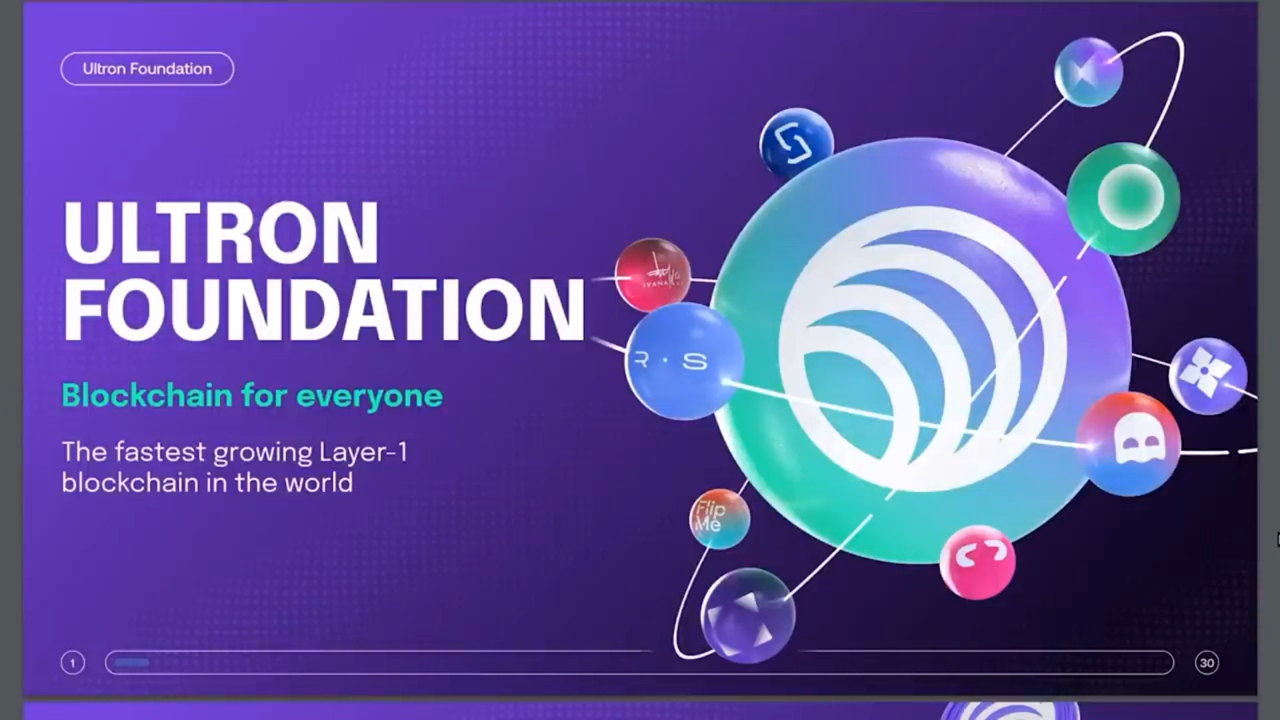 Ultron Foundation
ULTRON
FOUNDATION
Blockchain for everyone
The fastest growing Layer-1
blockchain in the world
R · S
Flip
Me
1
30